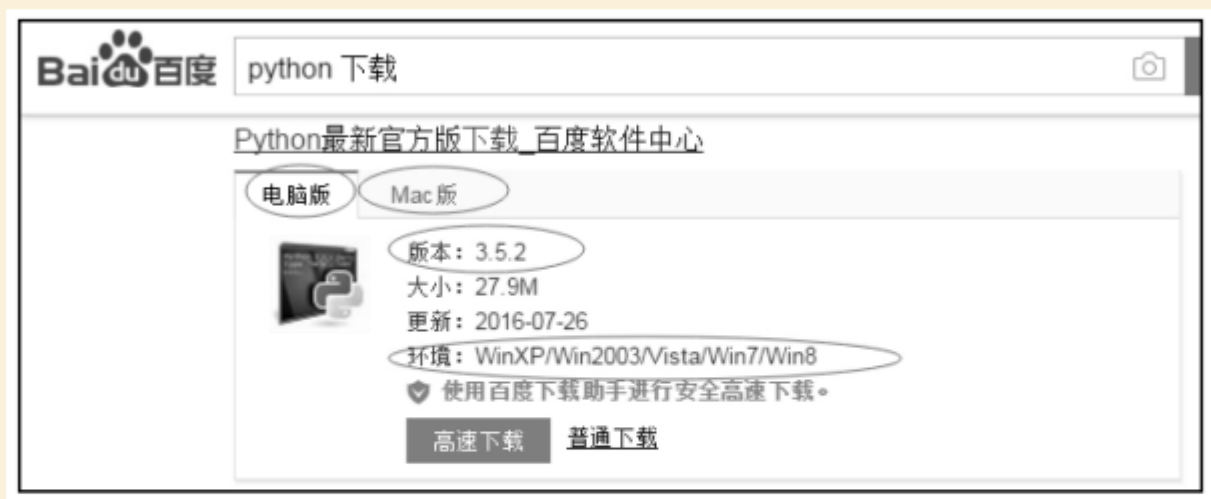 Bai du 百度
python 下载
Python最新官方版下载_百度软件中心
电脑版 Mac版
版本：3.5.2
大小：27.9M
更新：2016-07-26
环境：WinXP/Win2003/Vista/Win7/Win8
使用百度下载助手进行安全高速下载。
高速下载 普通下载